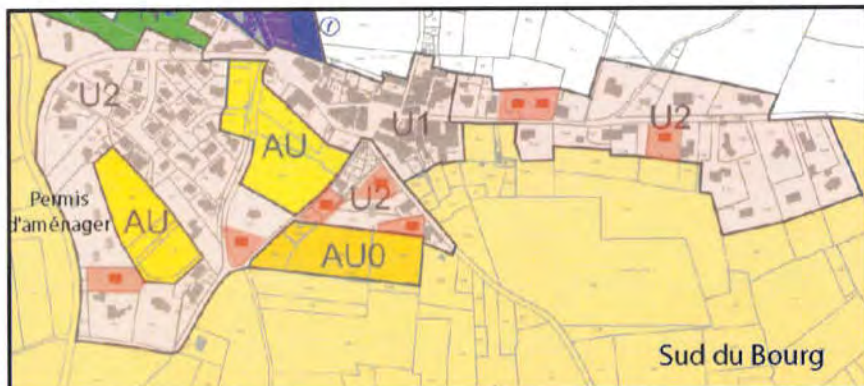 U2
U1
U2
AU
Permis
d'aménager
AU
U2
AU0
Sud du Bourg